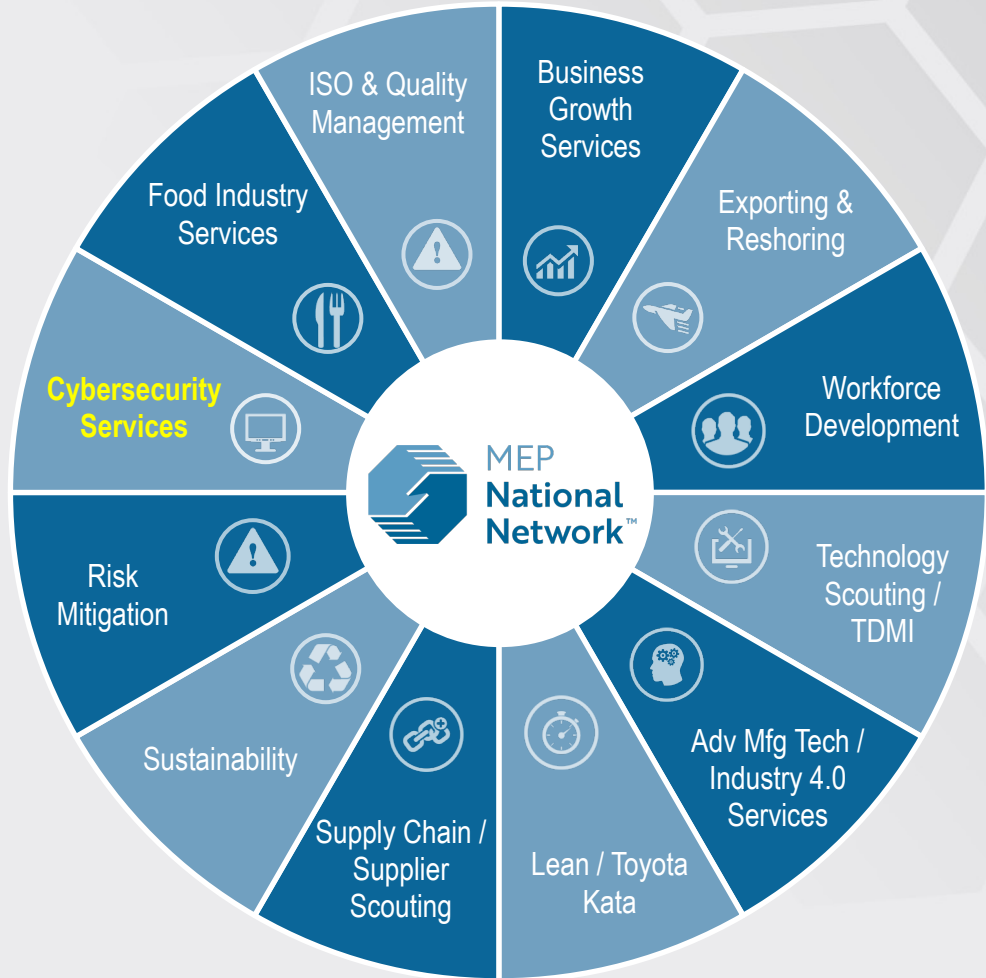 Business
Growth
Services
Exporting &
Reshoring
Workforce
Development
Technology
Scouting /
TDMI
Adv Mfg Tech /
Industry 4.0
Services
Lean / Toyota
Kata
Supply Chain /
Supplier
Scouting
Sustainability
Risk
Mitigation
Cybersecurity
Services
Food Industry
Services
ISO & Quality
Management
MEP
National
Network™